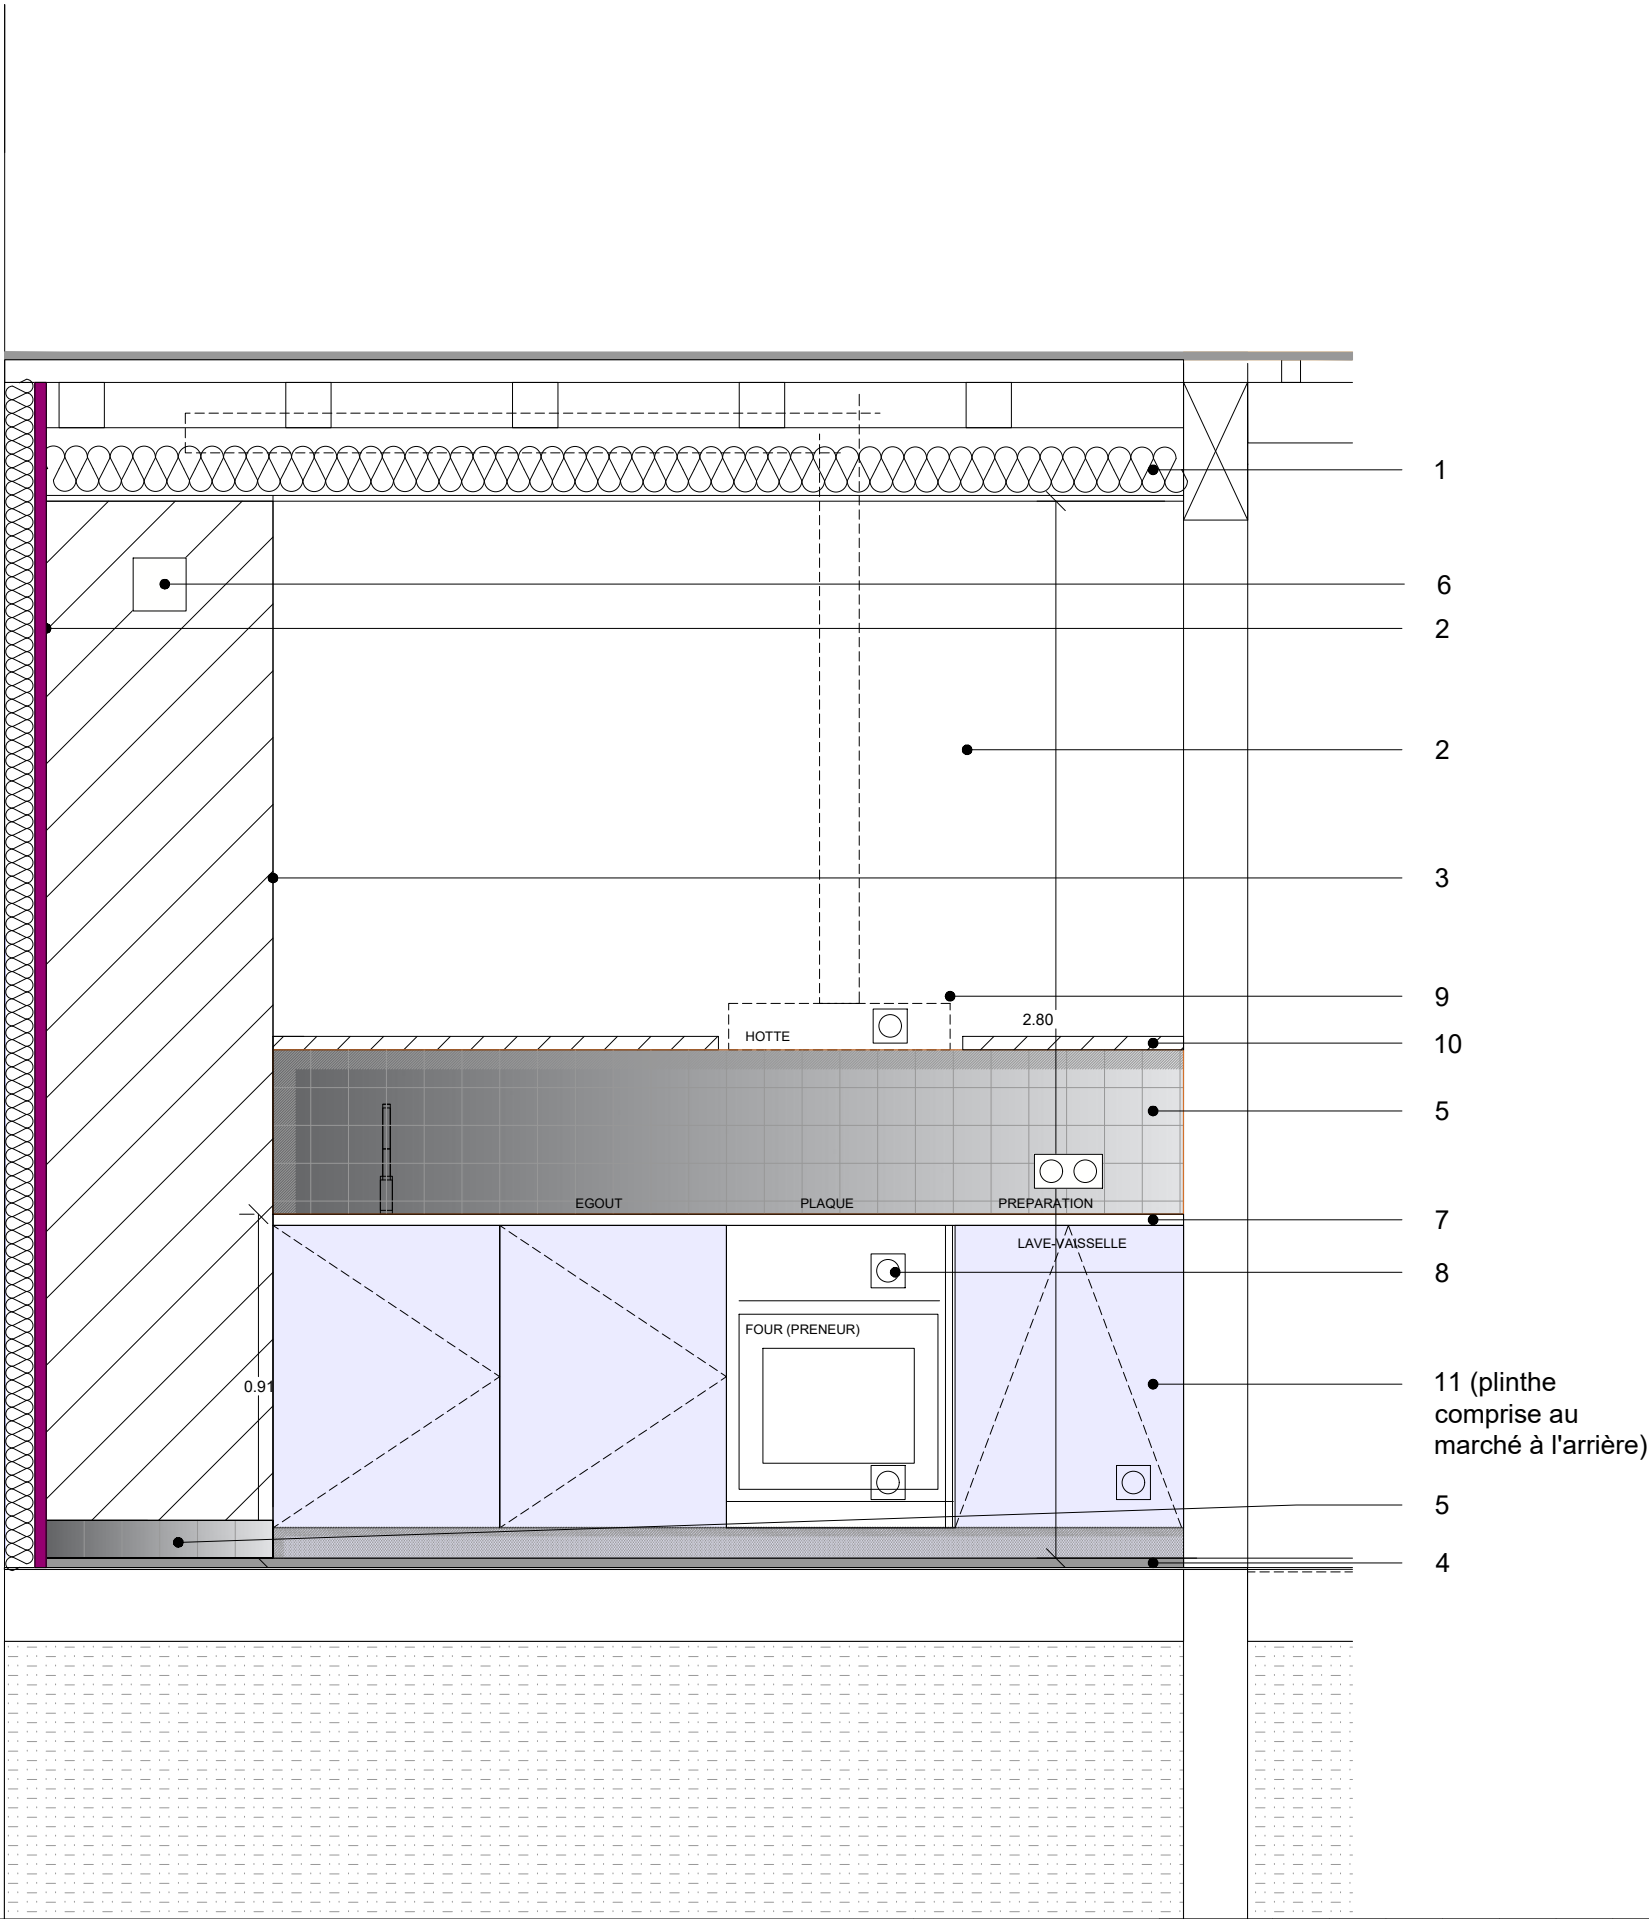 1
6
2
2
3
9
2.80
HOTTE
10
5
EGOUT
PLAQUE
PREPARATION
7
LAVE-VAISSELLE
8
FOUR (PRENEUR)
0.91
11 (plinthe
comprise au
marché à l'arrière)
5
4